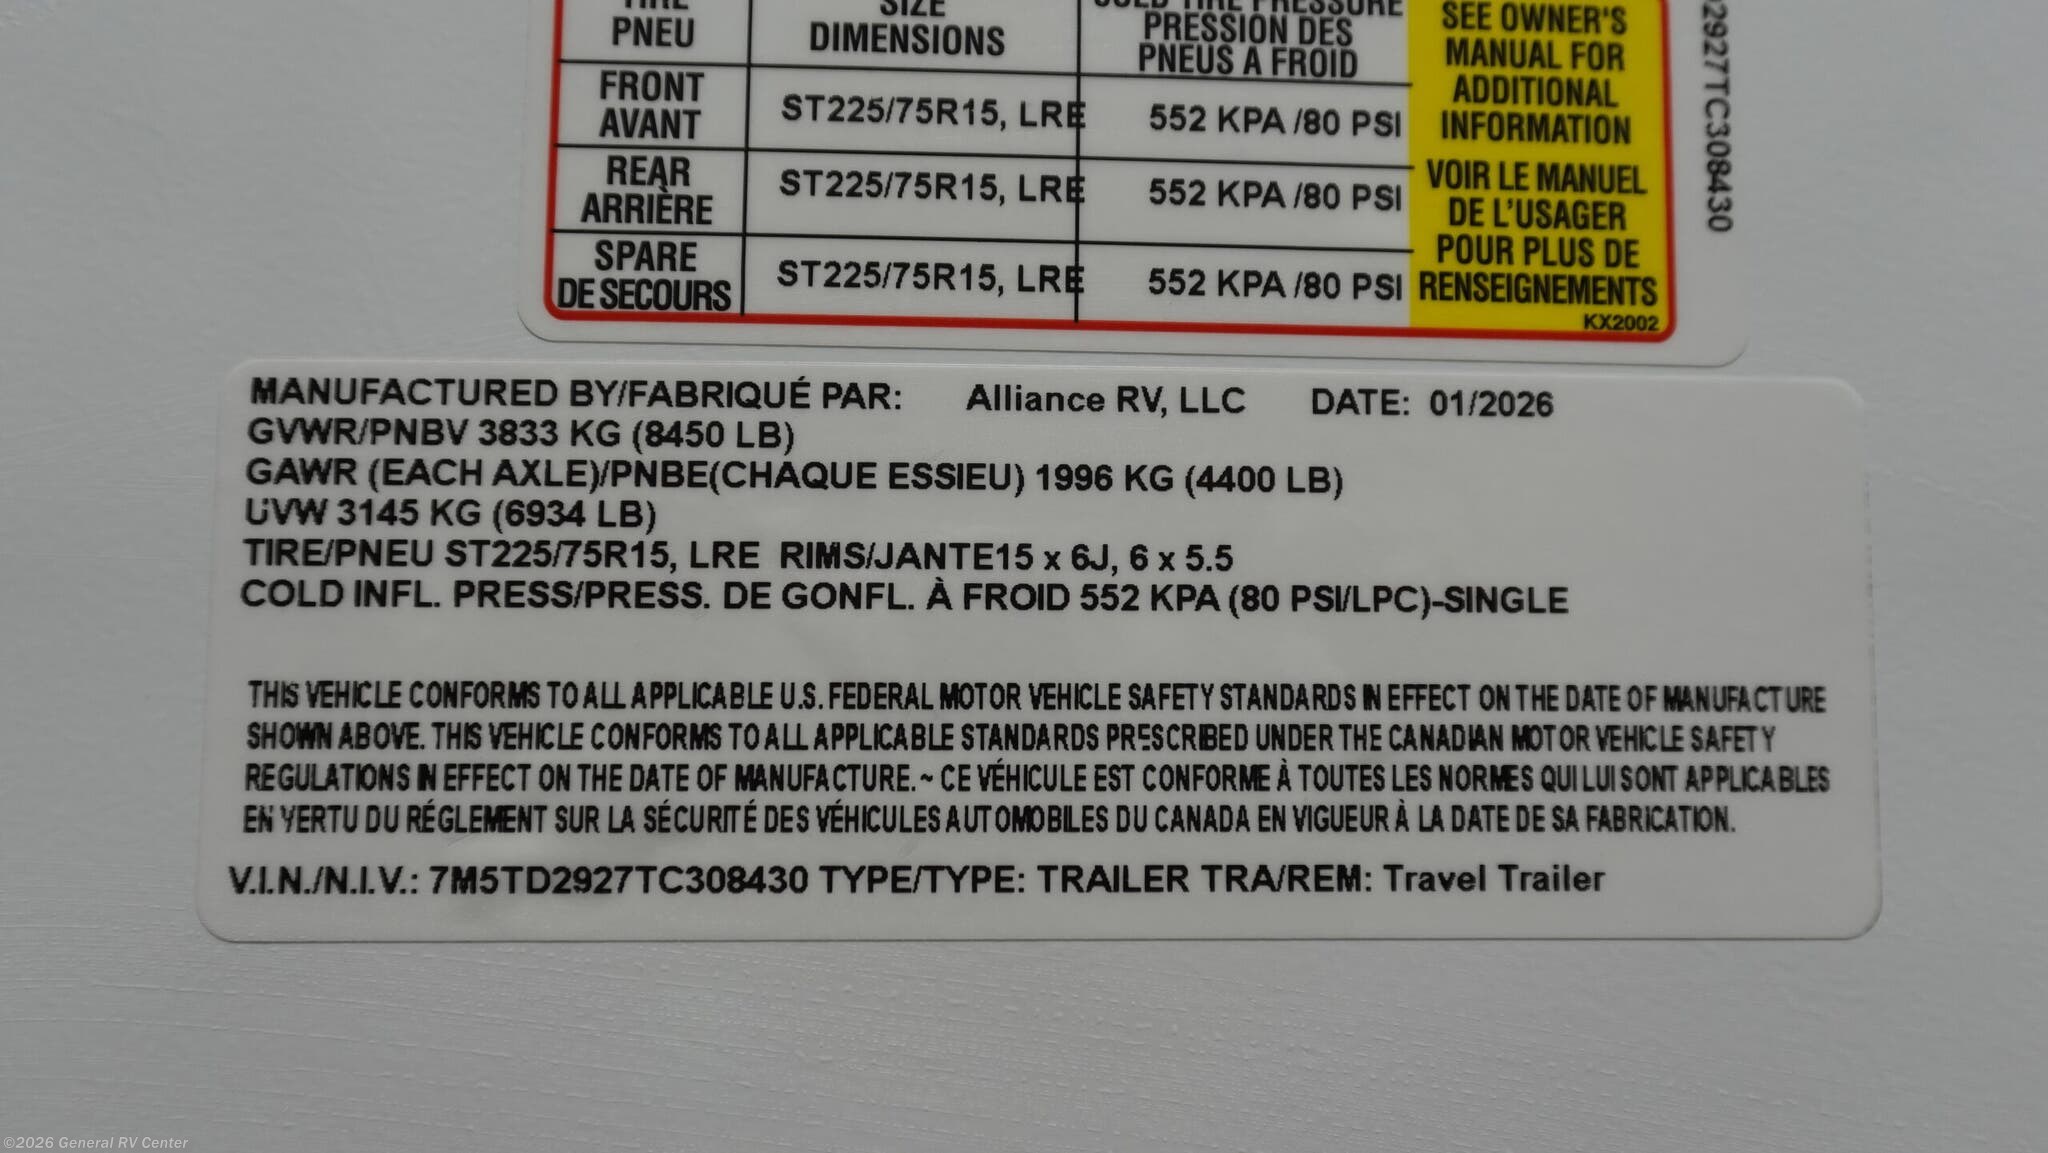 TIRE SIZE COLD TIRE PRESSURE
PNEU DIMENSIONS PRESSION DES
PNEUS A FROID
FRONT
AVANT ST225/75R15, LRE 552 KPA /80 PSI
REAR
ARRIÈRE ST225/75R15, LRE 552 KPA /80 PSI
SPARE
DE SECOURS ST225/75R15, LRE 552 KPA /80 PSI
SEE OWNER'S
MANUAL FOR
ADDITIONAL
INFORMATION
VOIR LE MANUEL
DE L'USAGER
POUR PLUS DE
RENSEIGNEMENTS
KX2002
2927TC308430
MANUFACTURED BY/FABRIQUÉ PAR: Alliance RV, LLC DATE: 01/2026
GVWR/PNBV 3833 KG (8450 LB)
GAWR (EACH AXLE)/PNBE(CHAQUE ESSIEU) 1996 KG (4400 LB)
UVW 3145 KG (6934 LB)
TIRE/PNEU ST225/75R15, LRE RIMS/JANTE15 x 6J, 6 x 5.5
COLD INFL. PRESS/PRESS. DE GONFL. À FROID 552 KPA (80 PSI/LPC)-SINGLE
THIS VEHICLE CONFORMS TO ALL APPLICABLE U.S. FEDERAL MOTOR VEHICLE SAFETY STANDARDS IN EFFECT ON THE DATE OF MANUFACTURE
SHOWN ABOVE. THIS VEHICLE CONFORMS TO ALL APPLICABLE STANDARDS PRESCRIBED UNDER THE CANADIAN MOTOR VEHICLE SAFETY
REGULATIONS IN EFFECT ON THE DATE OF MANUFACTURE. ~ CE VÉHICULE EST CONFORME À TOUTES LES NORMES QUI LUI SONT APPLICABLES
EN VERTU DU RÉGLEMENT SUR LA SÉCURITÉ DES VÉHICULES AUTOMOBILES DU CANADA EN VIGUEUR À LA DATE DE SA FABRICATION.
V.I.N./N.I.V.: 7M5TD2927TC308430 TYPE/TYPE: TRAILER TRA/REM: Travel Trailer
©2026 General RV Center